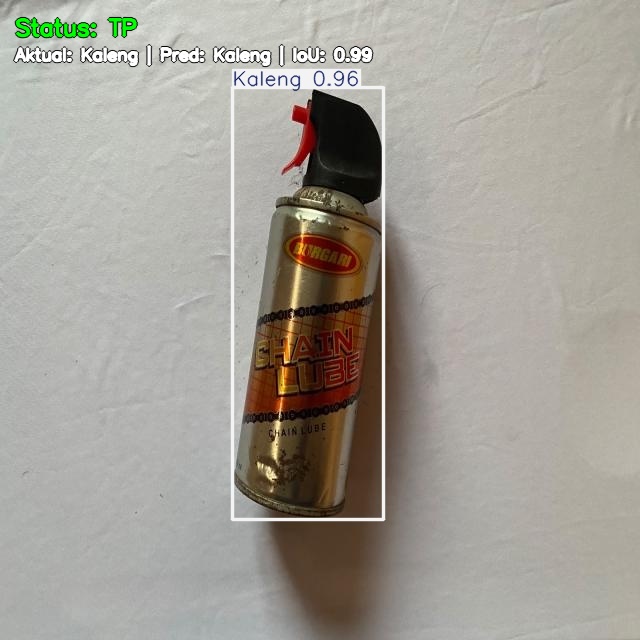 Status: TP
Aktual: Kaleng | Pred: Kaleng | IoU: 0.99
Kaleng 0.96
CHAIN
LUBE
CHAIN LUBE